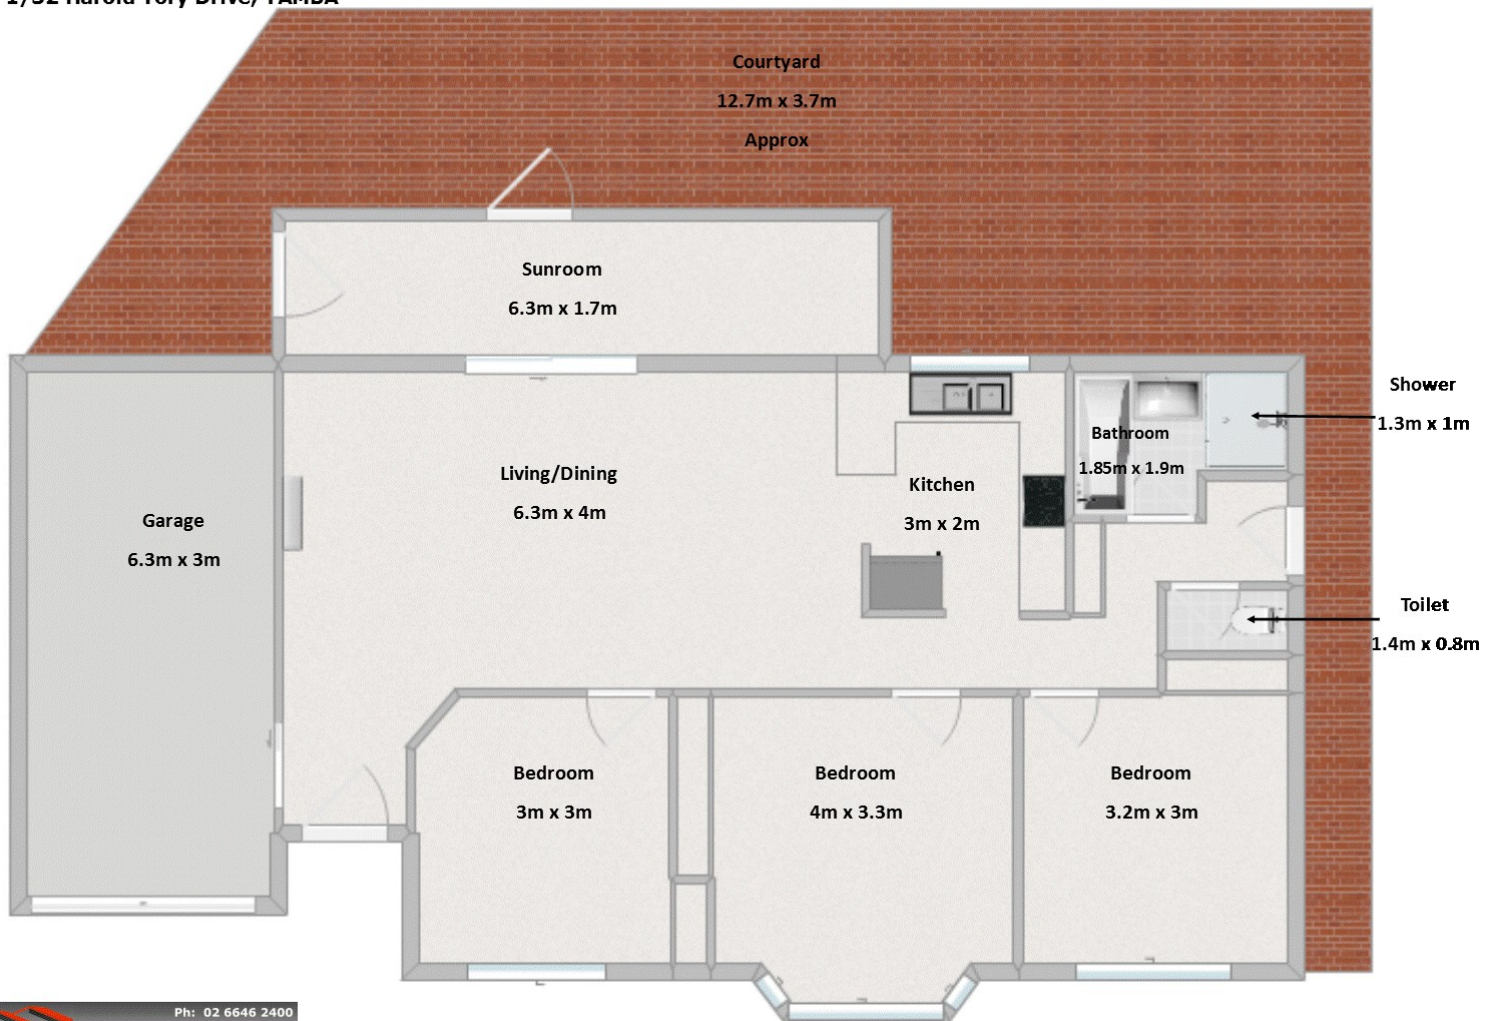 Courtyard
12.7m x 3.7m
Approx
Sunroom
6.3m x 1.7m
Shower
1.3m x 1m
Bathroom
1.85m x 1.9m
Living/Dining
6.3m x 4m
Kitchen
3m x 2m
Garage
6.3m x 3m
Toilet
1.4m x 0.8m
Bedroom
3m x 3m
Bedroom
4m x 3.3m
Bedroom
3.2m x 3m
Ph: 02 6646 2400